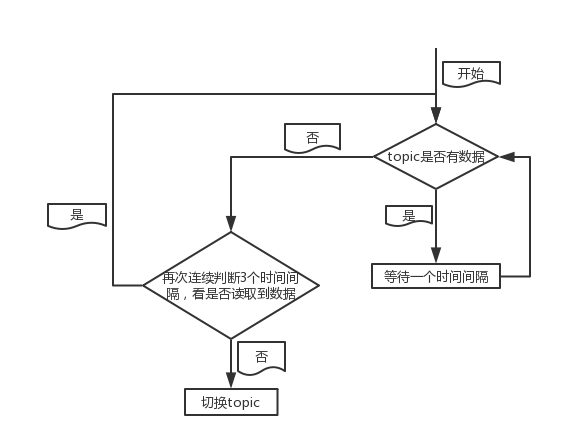 开始
否
topic是否有数据
是
是
等待一个时间间隔
再次连续判断3个时间间
隔，看是否读取到数据
否
切换topic